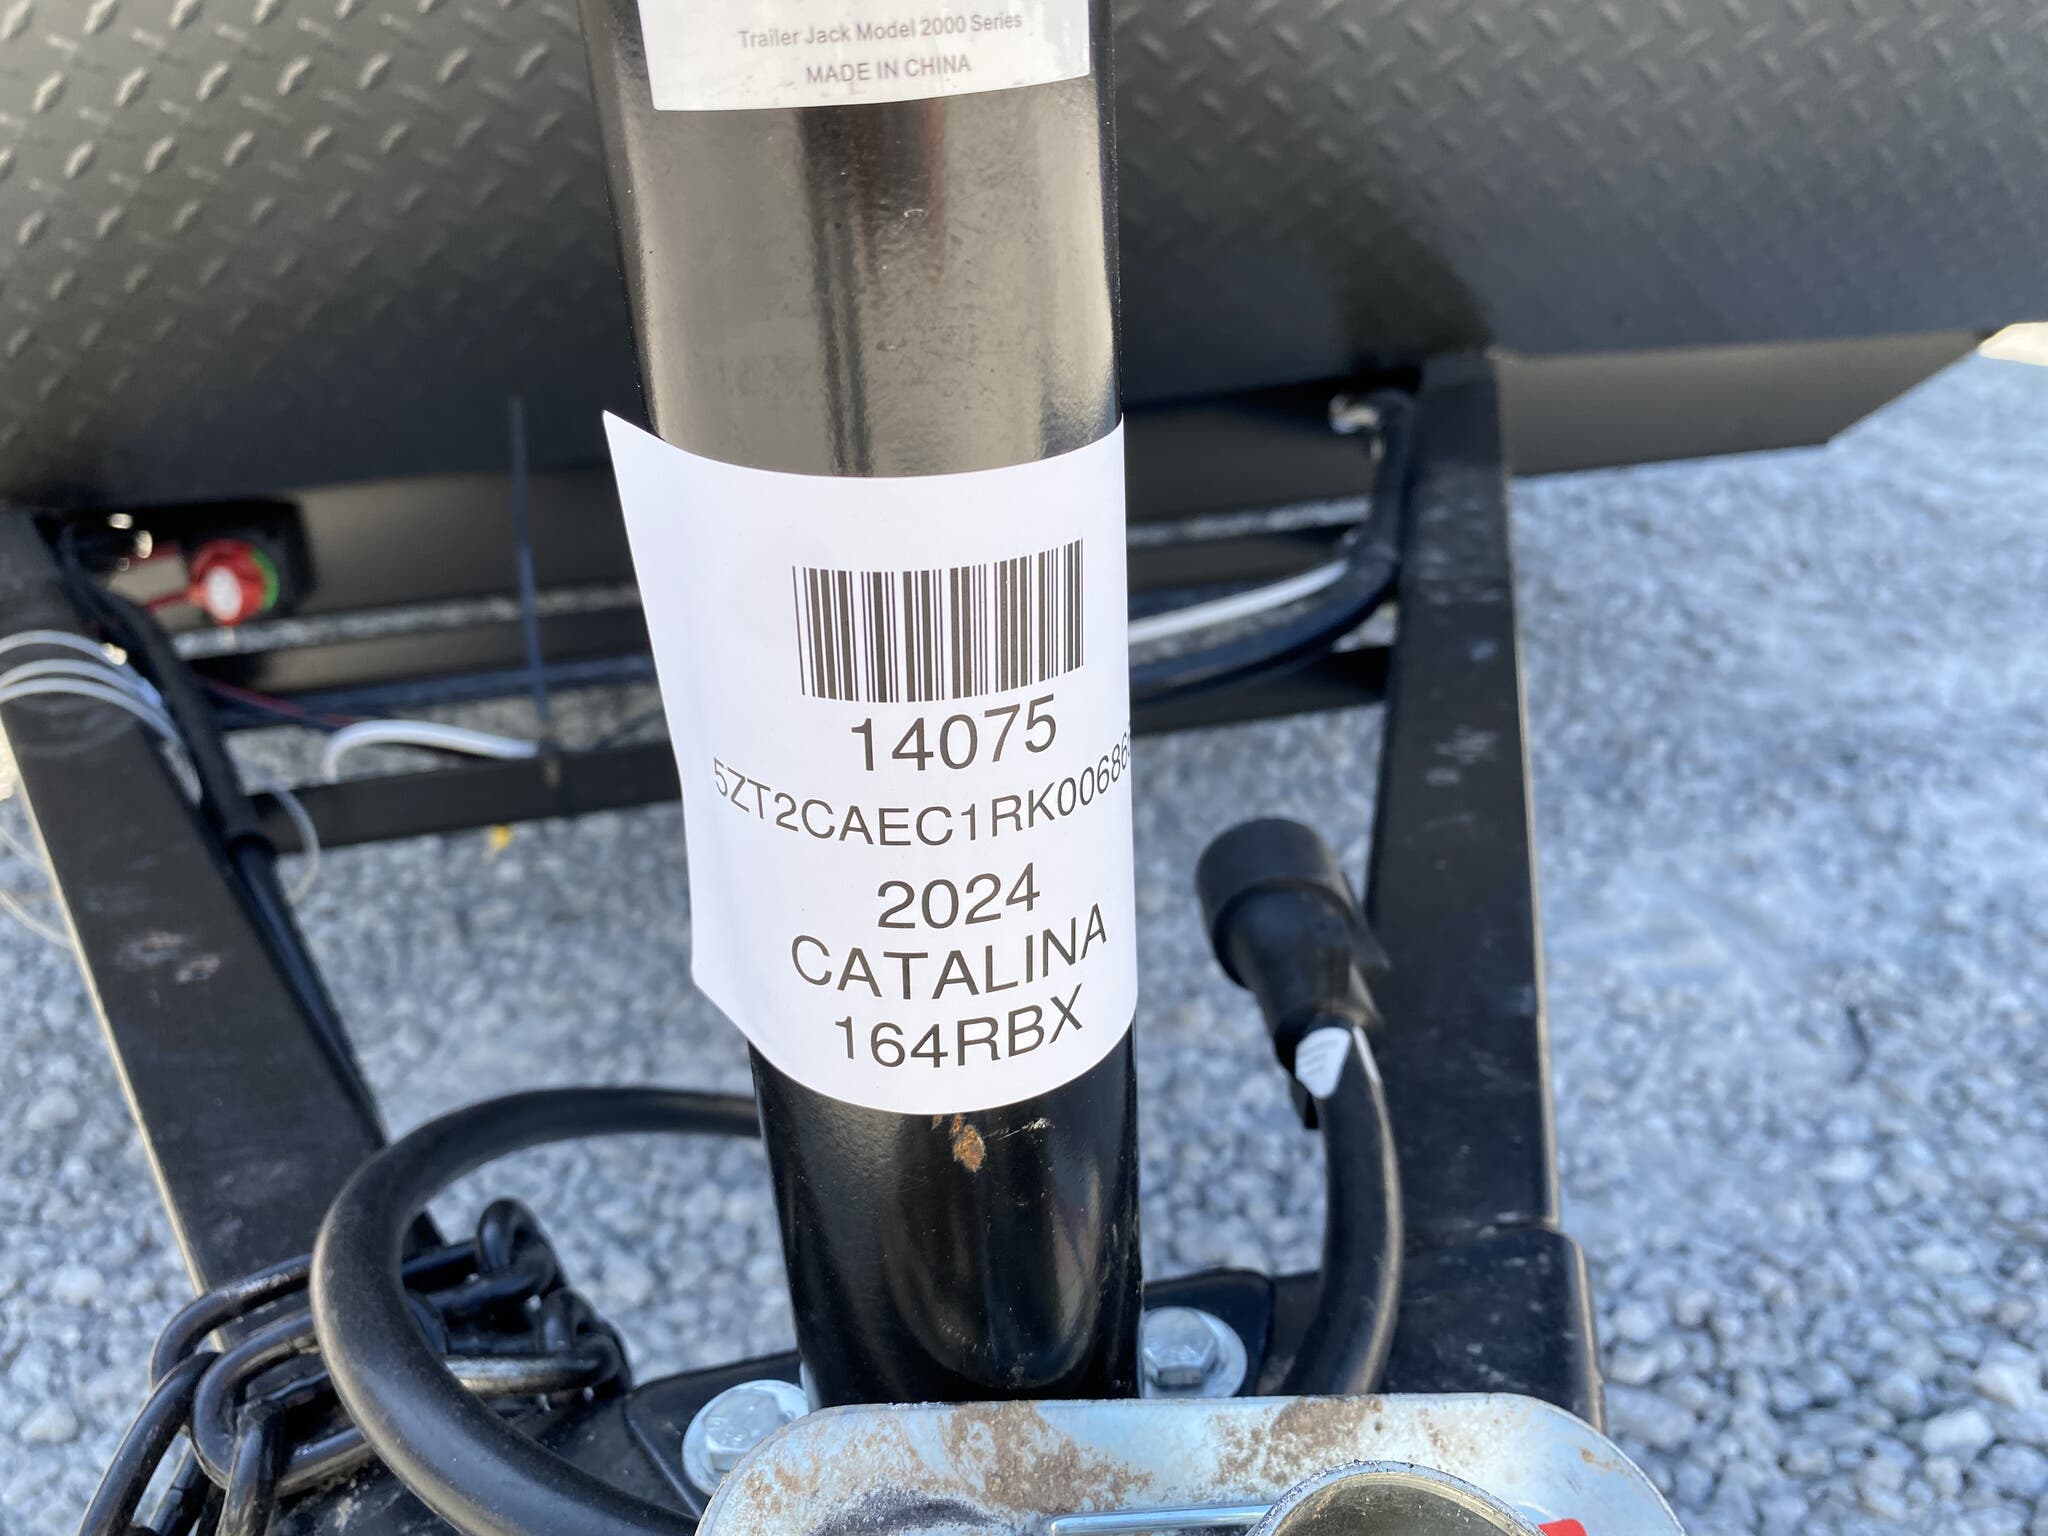 Trailer Jack Model 2000 Series
MADE IN CHINA
14075
2024
CATALINA
164RBX